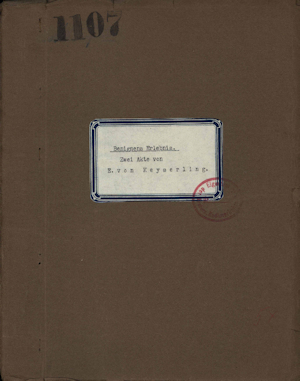 1107
Benignens Erlebnis.
Zwei Akte von
E. von Keyserling.